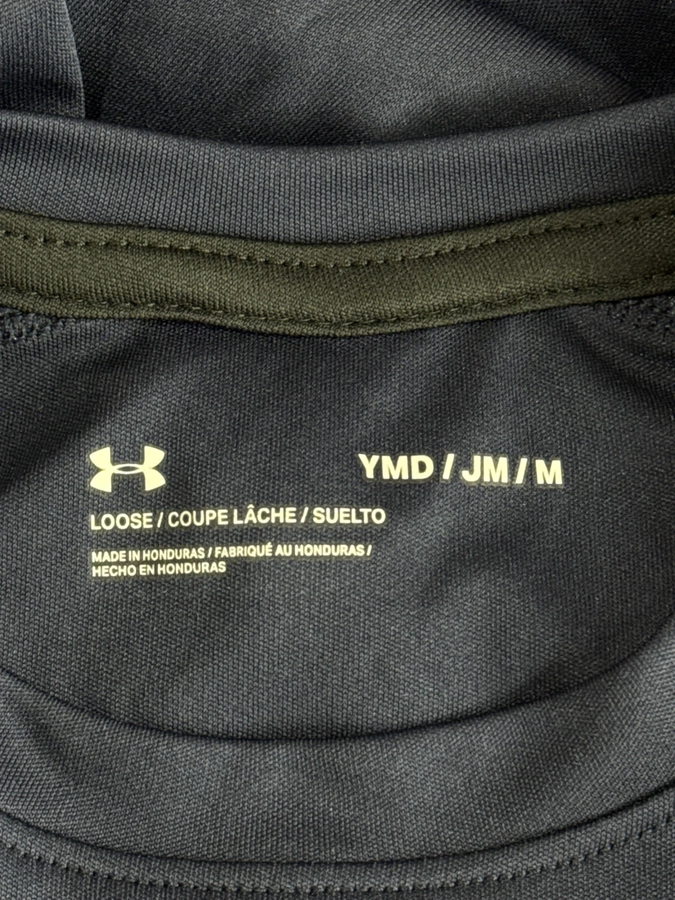 YMD / JM / M
LOOSE / COUPE LÂCHE / SUELTO
MADE IN HONDURAS / FABRIQUÉ AU HONDURAS /
HECHO EN HONDURAS